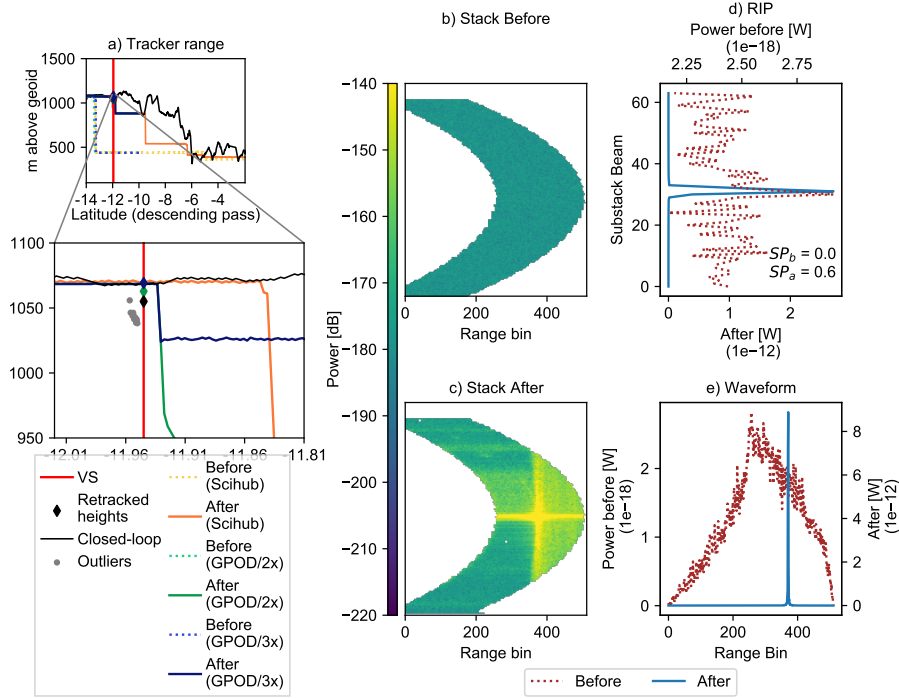 a) Tracker range
1500
1000
500
m above geoid
-14 -12 -10 -8 -6 -4
Latitude (descending pass)
1100
1050
1000
950
-12.01 -11.96 -11.91 -11.86 -11.81
VS
Retracked
heights
Closed-loop
Outliers
Before
(Scihub)
After
(Scihub)
Before
(GPOD/2x)
After
(GPOD/2x)
Before
(GPOD/3x)
After
(GPOD/3x)
−140
−150
−160
−170
−180
−190
−200
−210
−220
Power [dB]
b) Stack Before
0 200 400
Range bin
c) Stack After
0 200 400
Range bin
d) RIP
Power before [W]
(1e−18)
2.25 2.50 2.75
60
40
20
0
Substack Beam
SPb = 0.0
SPa = 0.6
0 1 2
After [W]
(1e−12)
e) Waveform
2
1
0
Power before [W]
(1e−18)
8
6
4
2
0
After [W]
(1e−12)
0 200 400
Range Bin
Before After